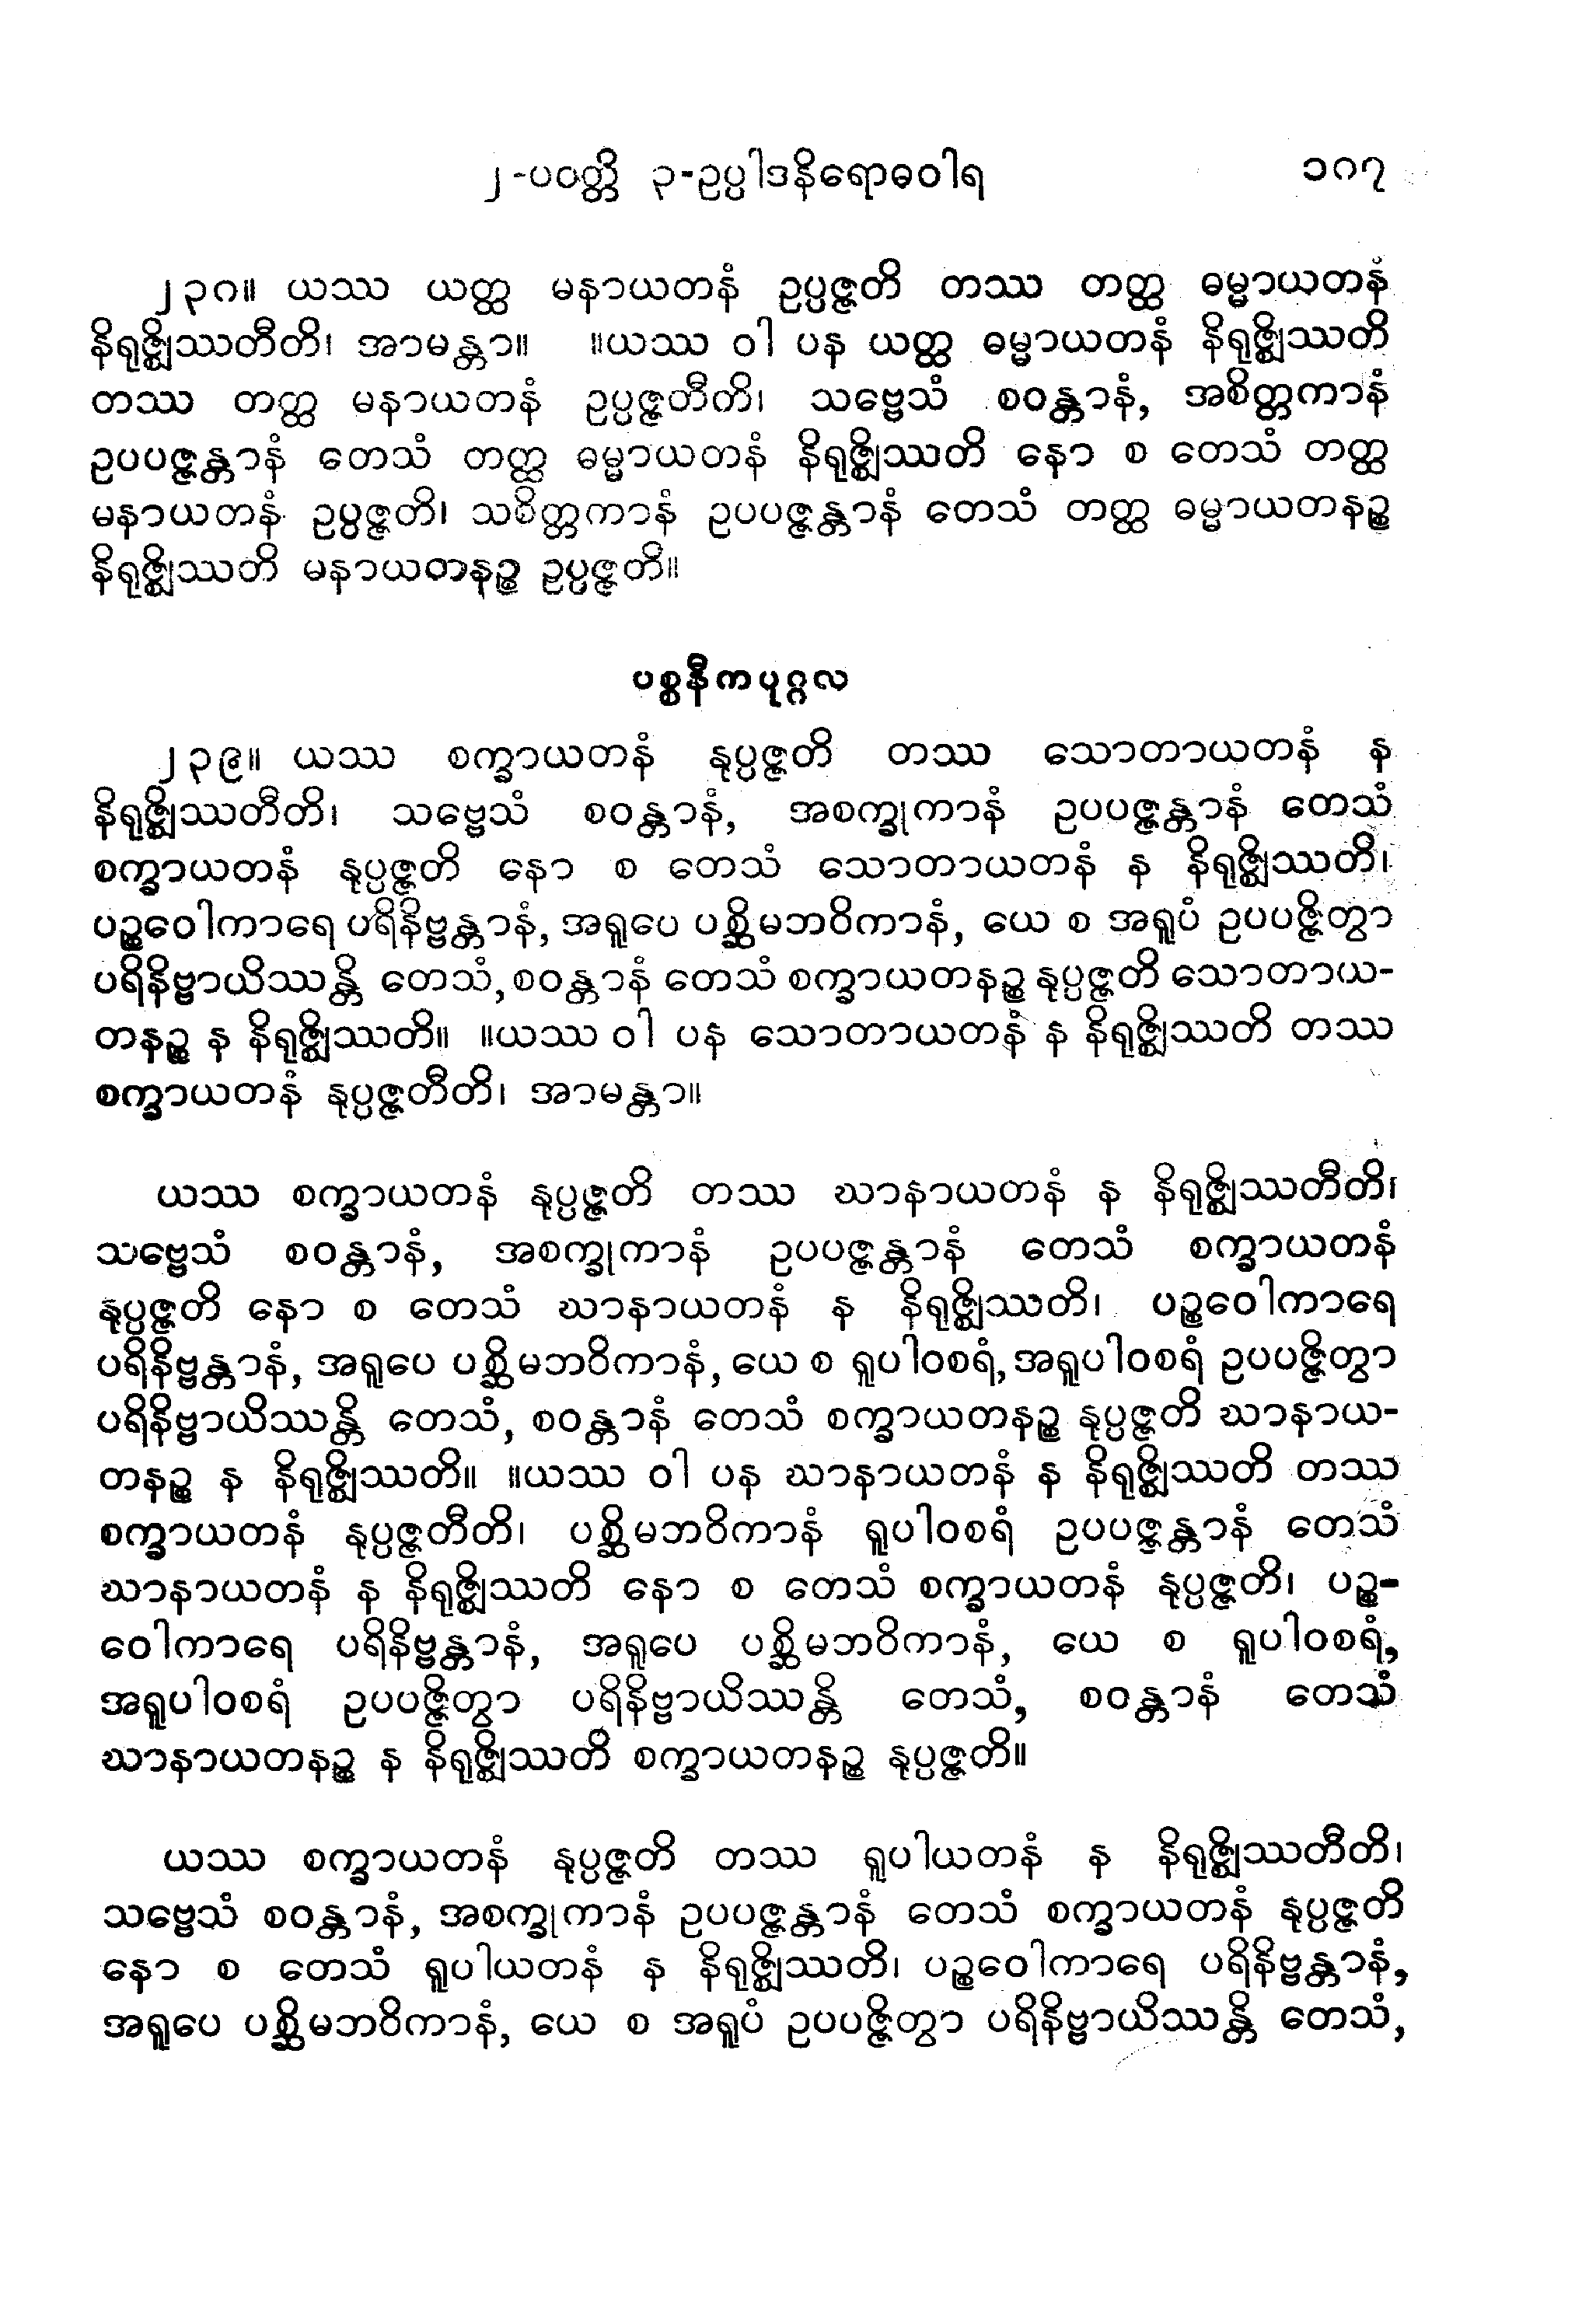 ၂-ပဝတ္တိ ၃-ဥပ္ပါဒနိရောဓဝါရ ၁၈၇
၂၃၈။ ယဿ ယတ္ထ မနာယတနံ ဥပ္ပဇ္ဇတိ တဿ တတ္ထ ဓမ္မာယတနံ
နိရုဇ္ဈိဿတီတိ၊ အာမန္တာ။ ။ယဿ ဝါ ပန ယတ္ထ ဓမ္မာယတနံ နိရုဇ္ဈိဿတိ
တဿ တတ္ထ မနာယတနံ ဥပ္ပဇ္ဇတီတိ၊ သဗ္ဗေသံ စဝန္တာနံ, အစိတ္တကာနံ
ဥပပဇ္ဇန္တာနံ တေသံ တတ္ထ ဓမ္မာယတနံ နိရုဇ္ဈိဿတိ နော စ တေသံ တတ္ထ
မနာယတနံ ဥပ္ပဇ္ဇတိ၊ သစိတ္တကာနံ ဥပပဇ္ဇန္တာနံ တေသံ တတ္ထ ဓမ္မာယတနဉ္စ
နိရုဇ္ဈိဿတိ မနာယတနဉ္စ ဥပ္ပဇ္ဇတိ။
ပစ္စနီကပုဂ္ဂလ
၂၃၉။ ယဿ စက္ခာယတနံ နုပ္ပဇ္ဇတိ တဿ သောတာယတနံ န
နိရုဇ္ဈိဿတီတိ၊ သဗ္ဗေသံ စဝန္တာနံ, အစက္ခုကာနံ ဥပပဇ္ဇန္တာနံ တေသံ
စက္ခာယတနံ နုပ္ပဇ္ဇတိ နော စ တေသံ သောတာယတနံ န နိရုဇ္ဈိဿတိ၊
ပဉ္စဝေါကာရေ ပရိနိဗ္ဗန္တာနံ, အရူပေ ပစ္ဆိမဘဝိကာနံ, ယေ စ အရူပံ ဥပပဇ္ဇိတွာ
ပရိနိဗ္ဗာယိဿန္တိ တေသံ, စဝန္တာနံ တေသံ စက္ခာယတနဉ္စ နုပ္ပဇ္ဇတိ သောတာယ-
တနဉ္စ န နိရုဇ္ဈိဿတိ။ ။ယဿ ဝါ ပန သောတာယတနံ န နိရုဇ္ဈိဿတိ တဿ
စက္ခာယတနံ နုပ္ပဇ္ဇတီတိ၊ အာမန္တာ။
ယဿ စက္ခာယတနံ နုပ္ပဇ္ဇတိ တဿ ဃာနာယတနံ န နိရုဇ္ဈိဿတီတိ၊
သဗ္ဗေသံ စဝန္တာနံ, အစက္ခုကာနံ ဥပပဇ္ဇန္တာနံ တေသံ စက္ခာယတနံ
နုပ္ပဇ္ဇတိ နော စ တေသံ ဃာနာယတနံ န နိရုဇ္ဈိဿတိ၊ ပဉ္စဝေါကာရေ
ပရိနိဗ္ဗန္တာနံ, အရူပေ ပစ္ဆိမဘဝိကာနံ, ယေ စ ရူပါဝစရံ, အရူပါဝစရံ ဥပပဇ္ဇိတွာ
ပရိနိဗ္ဗာယိဿန္တိ တေသံ, စဝန္တာနံ တေသံ စက္ခာယတနဉ္စ နုပ္ပဇ္ဇတိ ဃာနာယ-
တနဉ္စ န နိရုဇ္ဈိဿတိ။ ။ယဿ ဝါ ပန ဃာနာယတနံ န နိရုဇ္ဈိဿတိ တဿ
စက္ခာယတနံ နုပ္ပဇ္ဇတီတိ၊ ပစ္ဆိမဘဝိကာနံ ရူပါဝစရံ ဥပပဇ္ဇန္တာနံ တေသံ
ဃာနာယတနံ န နိရုဇ္ဈိဿတိ နော စ တေသံ စက္ခာယတနံ နုပ္ပဇ္ဇတိ၊ ပဉ္စ-
ဝေါကာရေ ပရိနိဗ္ဗန္တာနံ, အရူပေ ပစ္ဆိမဘဝိကာနံ, ယေ စ ရူပါဝစရံ,
အရူပါဝစရံ ဥပပဇ္ဇိတွာ ပရိနိဗ္ဗာယိဿန္တိ တေသံ, စဝန္တာနံ တေသံ
ဃာနာယတနဉ္စ န နိရုဇ္ဈိဿတိ စက္ခာယတနဉ္စ နုပ္ပဇ္ဇတိ။
ယဿ စက္ခာယတနံ နုပ္ပဇ္ဇတိ တဿ ရူပါယတနံ န နိရုဇ္ဈိဿတီတိ၊
သဗ္ဗေသံ စဝန္တာနံ, အစက္ခုကာနံ ဥပပဇ္ဇန္တာနံ တေသံ စက္ခာယတနံ နုပ္ပဇ္ဇတိ
နော စ တေသံ ရူပါယတနံ န နိရုဇ္ဈိဿတိ၊ ပဉ္စဝေါကာရေ ပရိနိဗ္ဗန္တာနံ,
အရူပေ ပစ္ဆိမဘဝိကာနံ, ယေ စ အရူပံ ဥပပဇ္ဇိတွာ ပရိနိဗ္ဗာယိဿန္တိ တေသံ,